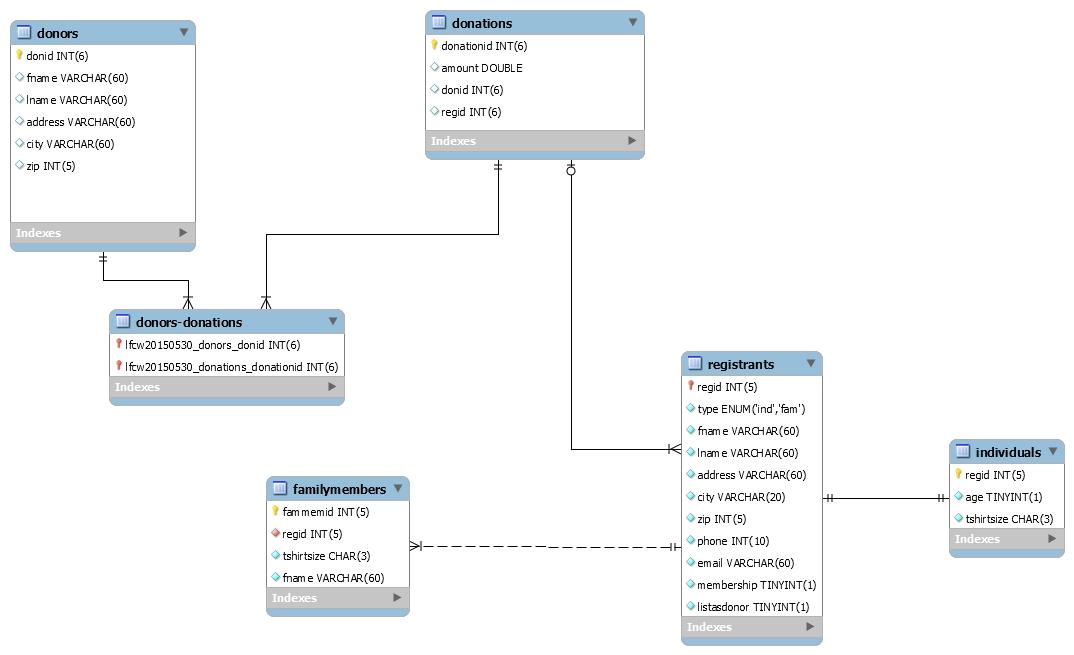 donors
donid INT(6)
fname VARCHAR(60)
lname VARCHAR(60)
address VARCHAR(60)
city VARCHAR(60)
zip INT(5)
Indexes
donations
donationid INT(6)
amount DOUBLE
donid INT(6)
regid INT(6)
Indexes
donors-donations
lfcw20150530_donors_donid INT(6)
lfcw20150530_donations_donationid INT(6)
Indexes
registrants
regid INT(5)
type ENUM('ind','fam')
fname VARCHAR(60)
lname VARCHAR(60)
address VARCHAR(60)
city VARCHAR(20)
zip INT(5)
phone INT(10)
email VARCHAR(60)
membership TINYINT(1)
listasdonor TINYINT(1)
Indexes
individuals
regid INT(5)
age TINYINT(1)
tshirtsize CHAR(3)
Indexes
familymembers
fammemid INT(5)
regid INT(5)
tshirtsize CHAR(3)
fname VARCHAR(60)
Indexes